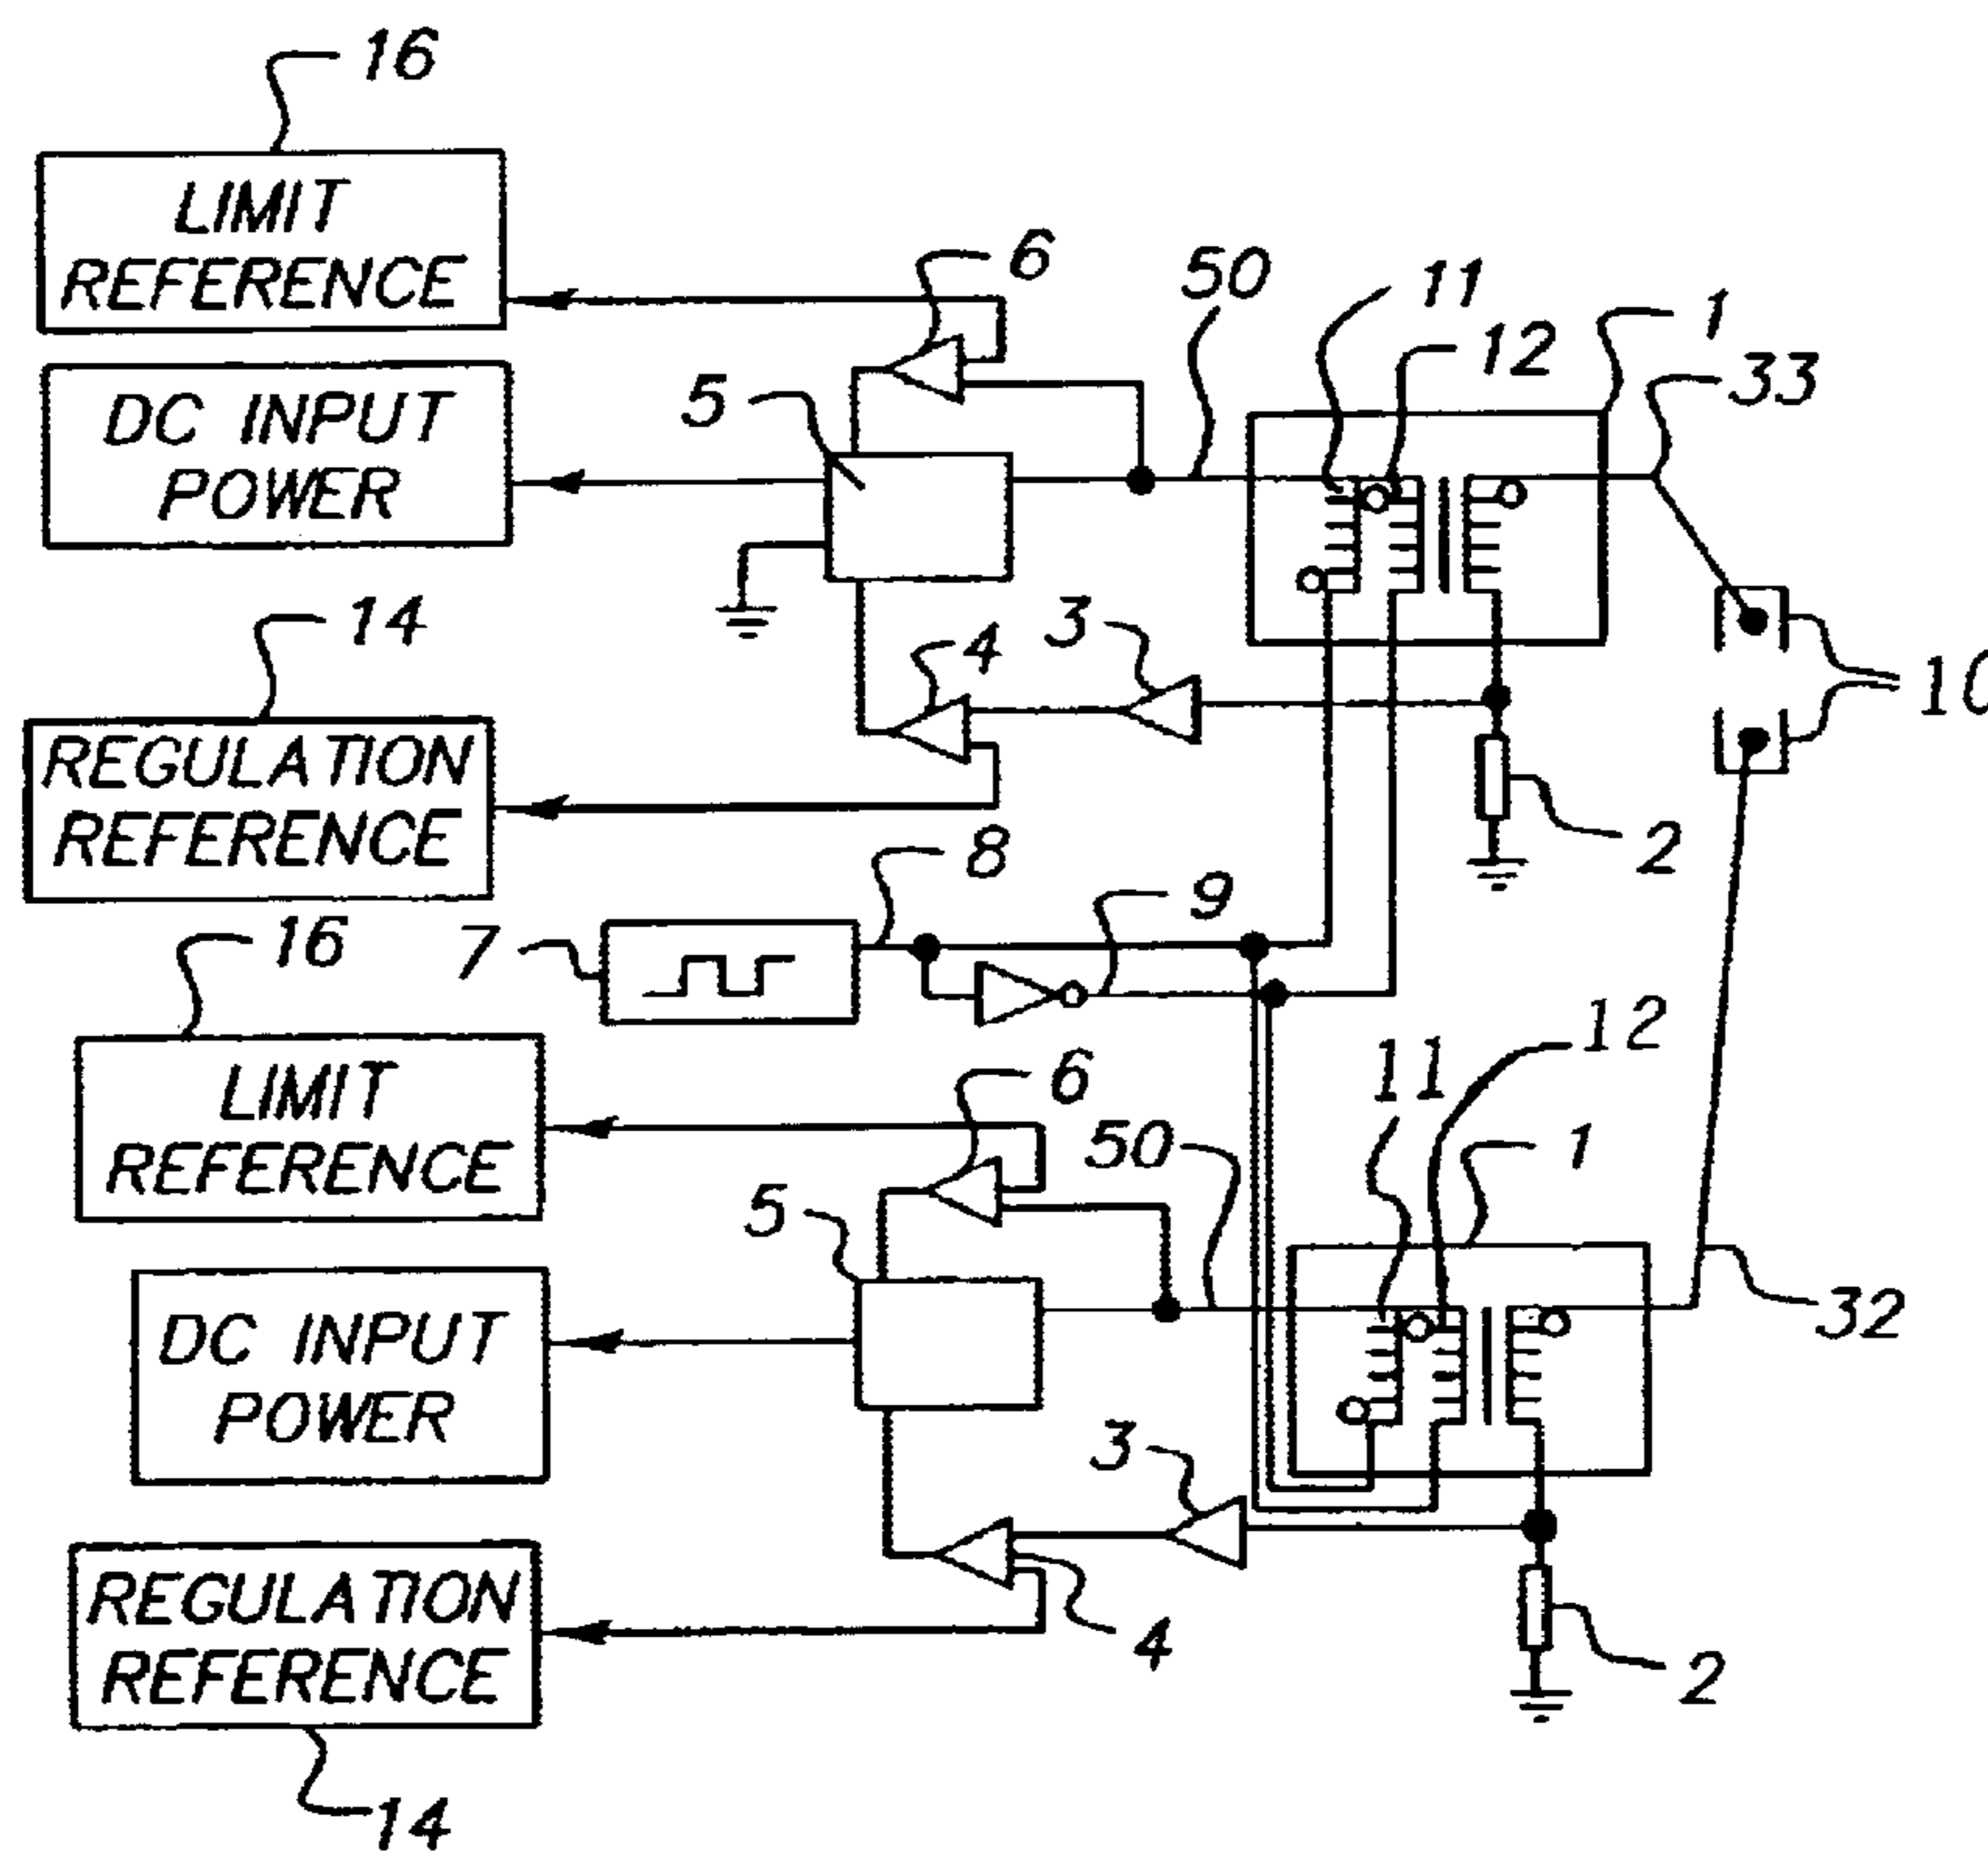 16
LIMIT
REFERENCE
6
50
11
1
12
33
DC INPUT
POWER
5
14
4
3
10
REGULATION
REFERENCE
2
8
9
16
7
LIMIT
REFERENCE
12
11
6
50
1
5
DC INPUT
POWER
32
3
REGULATION
REFERENCE
4
2
14